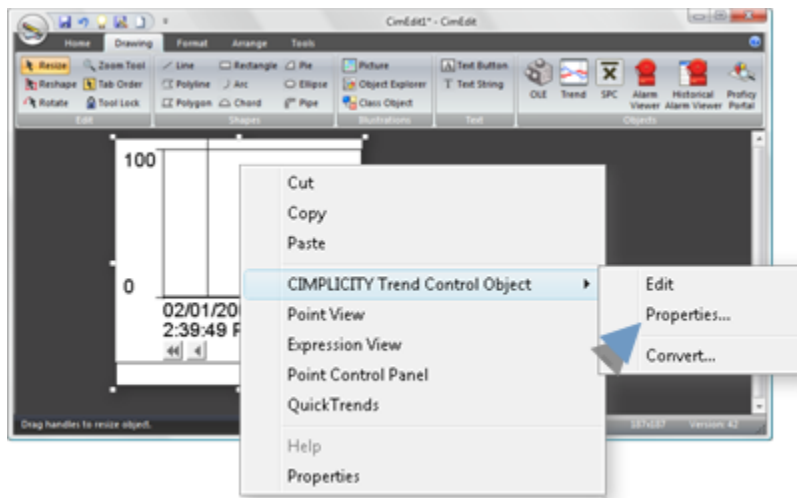 CimEdit1* - CimEdit
Home Drawing Format Arrange Tools
Resize Zoom Tool Line Rectangle Pie Picture Text Button
Reshape Tab Order Polyline Arc Ellipse Object Explorer Text String
Rotate Tool Lock Polygon Chord Pipe Class Object
OLE Trend SPC Alarm Viewer Historical Alarm Viewer Proficy Portal
Edit Shapes Illustrations Text Objects
100
0
02/01/20
2:39:49 P
Cut
Copy
Paste
CIMPLICITY Trend Control Object
Point View
Expression View
Point Control Panel
QuickTrends
Help
Properties
Edit
Properties...
Convert...
Drag handles to resize object.
187x187 Version: 42